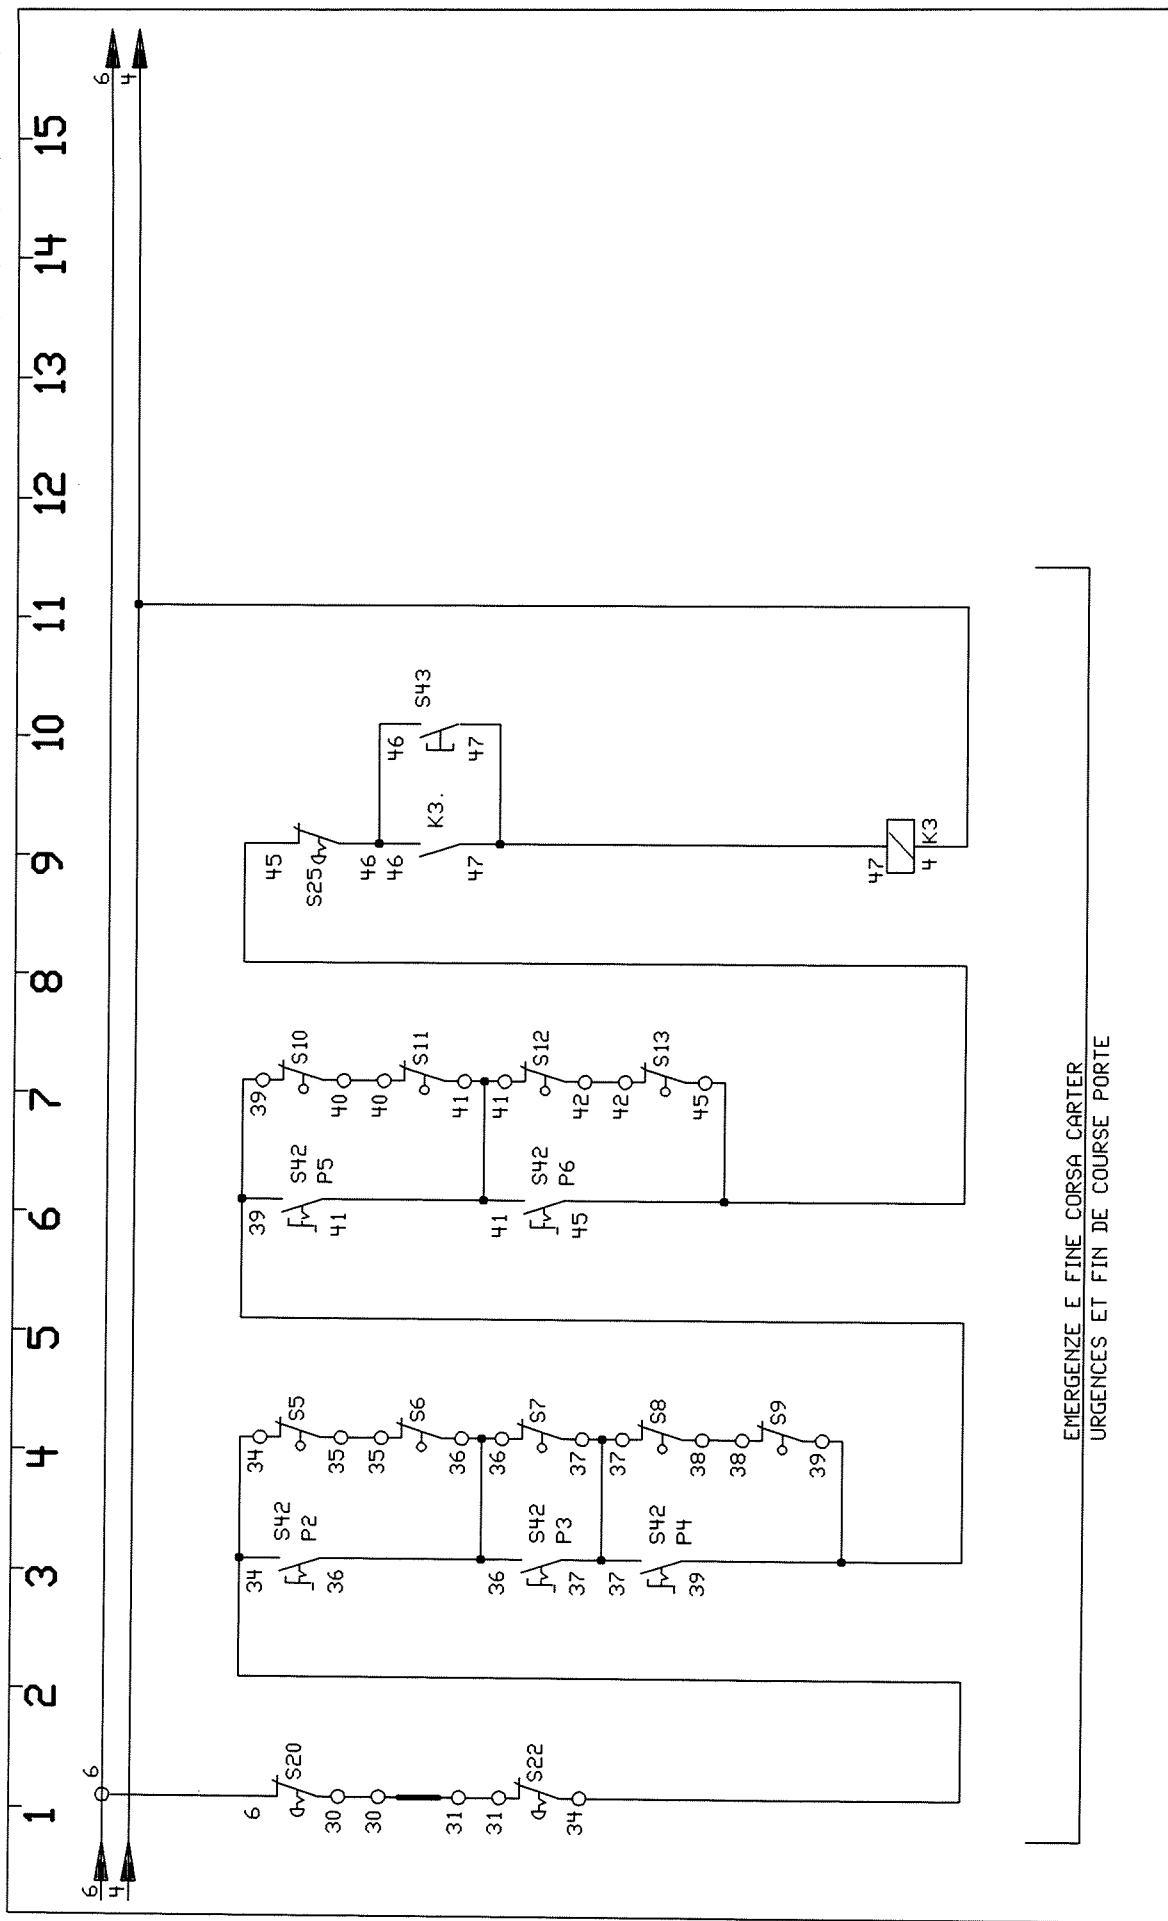 1 2 3 4 5 6 7 8 9 10 11 12 13 14 15
6 6 6
4 4
6
S20
30
30
31
31
S22
34
34
S42
P2
36
36
S42
P3
37
37
S42
P4
39
34
S5
35
35
S6
36
36
S7
37
37
S8
38
38
S9
39
39
S42
P5
41
41
S42
P6
45
39
S10
40
40
S11
41
41
S12
42
42
S13
45
45
S25
46
46
K3.
47
46
S43
47
47
K3
4
EMERGENZE E FINE CORSA CARTER
URGENCES ET FIN DE COURSE PORTE